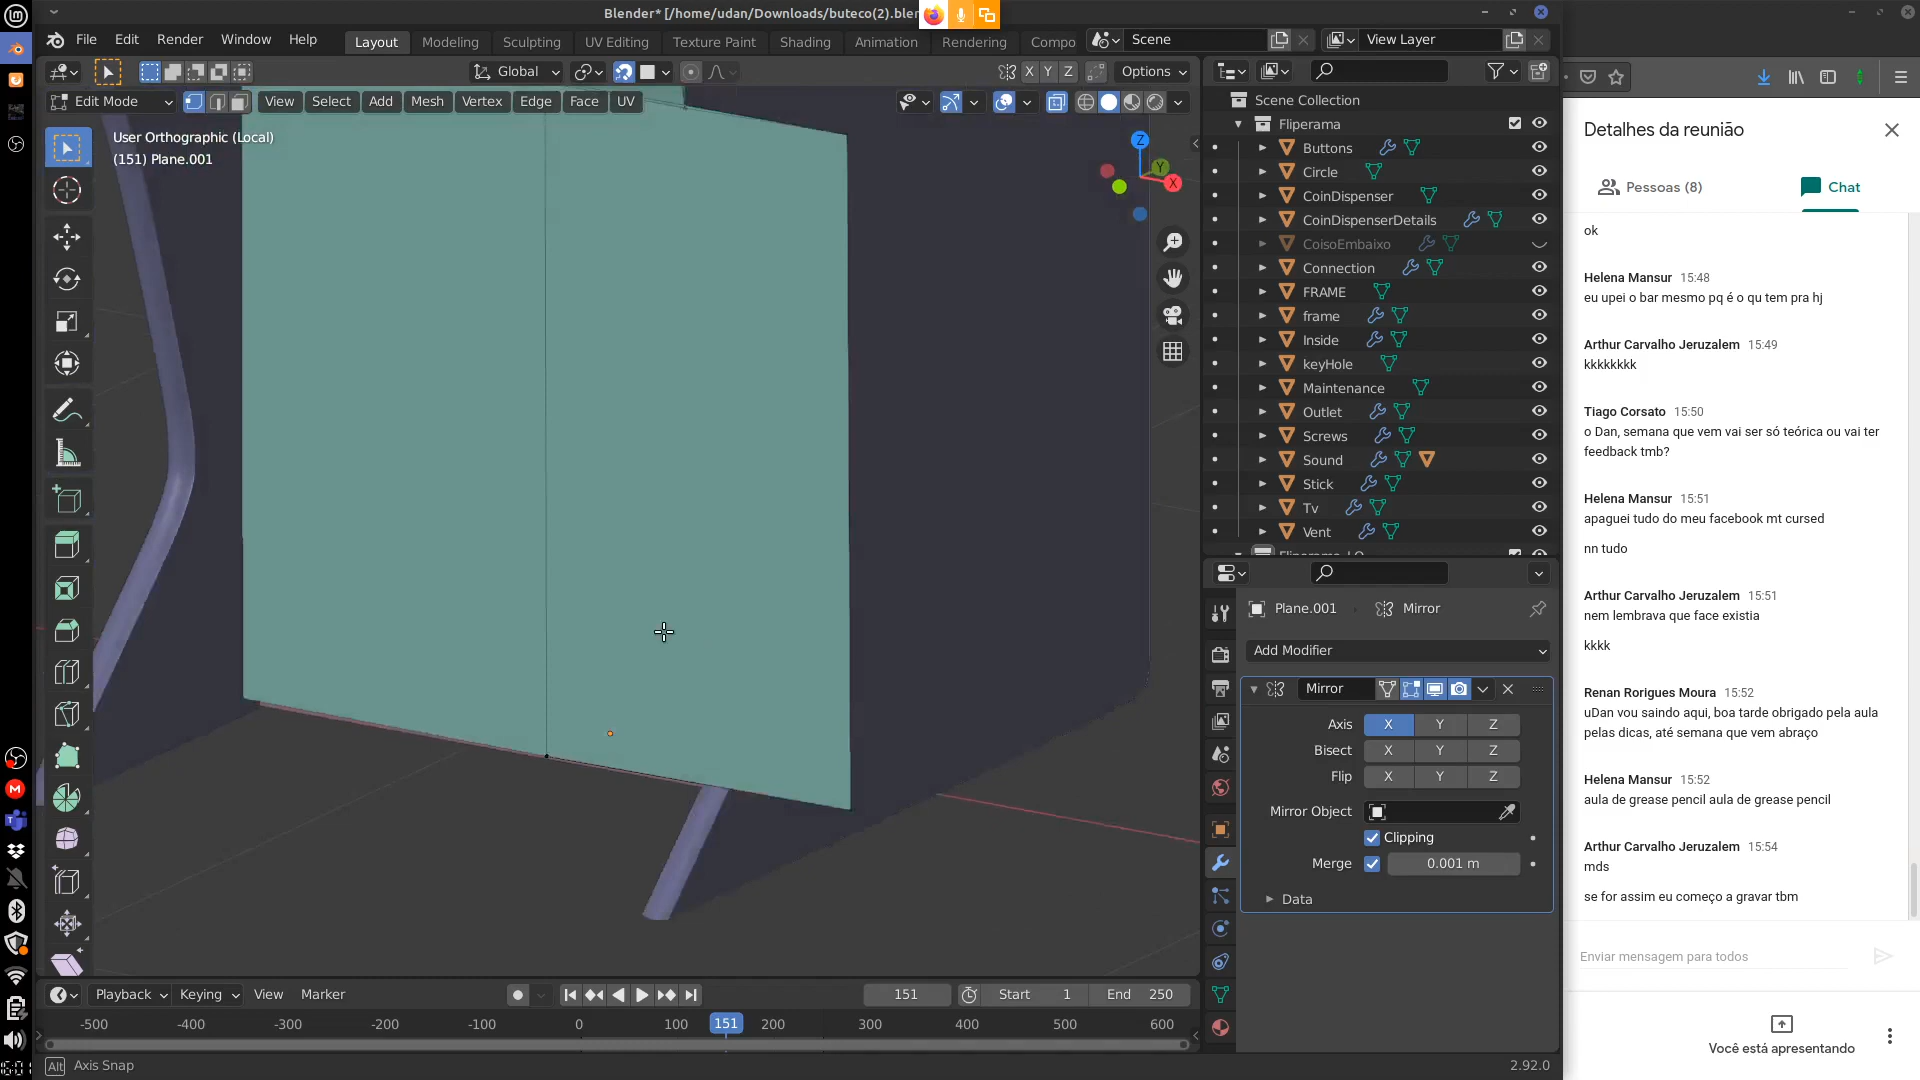 Blender* [/home/udan/Downloads/buteco(2).blen
File Edit Render Window Help
Layout Modeling Sculpting UV Editing Texture Paint Shading Animation Rendering Compo
Scene
View Layer
Global
X Y Z
Options
Edit Mode
View Select Add Mesh Vertex Edge Face UV
User Orthographic (Local)
(151) Plane.001
Z
Y
X
Scene Collection
Fliperama
Buttons
Circle
CoinDispenser
CoinDispenserDetails
CoisoEmbaixo
Connection
FRAME
frame
Inside
keyHole
Maintenance
Outlet
Screws
Sound
Stick
Tv
Vent
Plane.001 Mirror
Add Modifier
Mirror
Axis X Y Z
Bisect X Y Z
Flip X Y Z
Mirror Object
Clipping
Merge 0.001 m
Data
Playback Keying View Marker
151
Start 1
End 250
-500 -400 -300 -200 -100 0 100 151 200 300 400 500 600
Alt Axis Snap
2.92.0
Detalhes da reunião
Pessoas (8)
Chat
ok
Helena Mansur 15:48
eu upei o bar mesmo pq é o qu tem pra hj
Arthur Carvalho Jeruzalem 15:49
kkkkkkkk
Tiago Corsato 15:50
o Dan, semana que vem vai ser só teórica ou vai ter
feedback tmb?
Helena Mansur 15:51
apaguei tudo do meu facebook mt cursed
nn tudo
Arthur Carvalho Jeruzalem 15:51
nem lembrava que face existia
kkkk
Renan Rorigues Moura 15:52
uDan vou saindo aqui, boa tarde obrigado pela aula
pelas dicas, até semana que vem abraço
Helena Mansur 15:52
aula de grease pencil aula de grease pencil
Arthur Carvalho Jeruzalem 15:54
mds
se for assim eu começo a gravar tbm
Enviar mensagem para todos
Você está apresentando